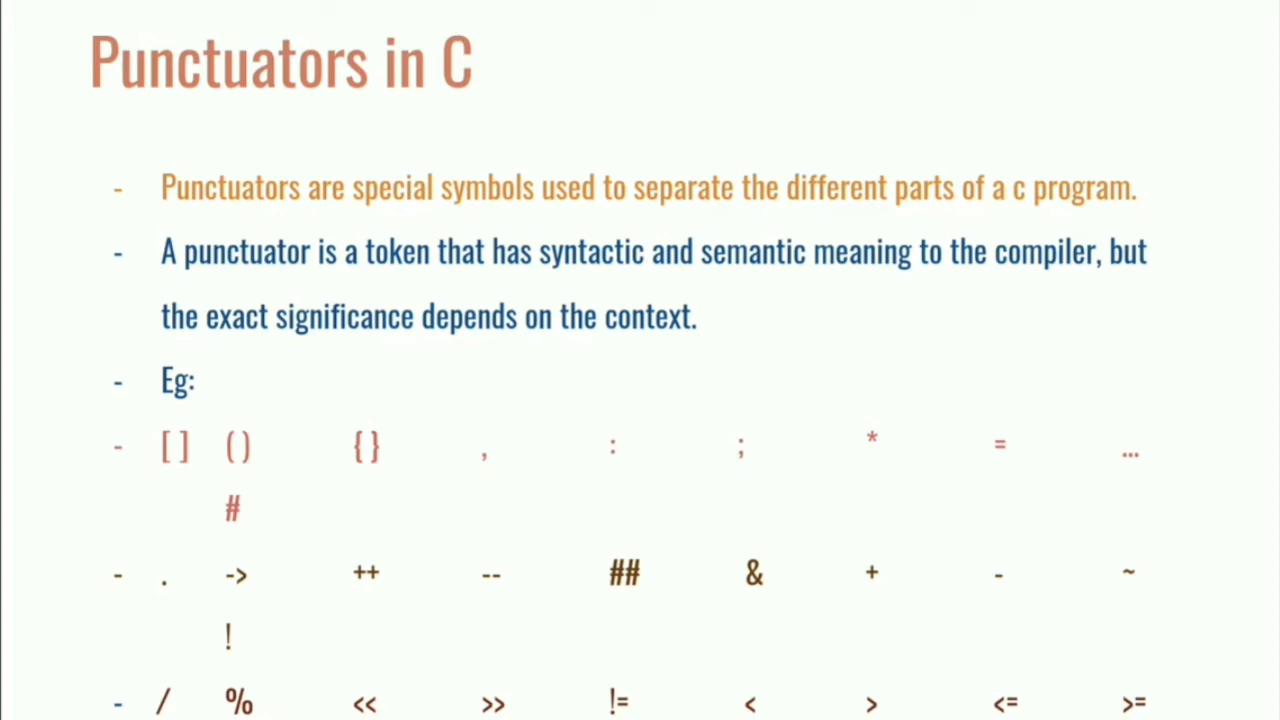 Punctuators in C
- Punctuators are special symbols used to separate the different parts of a c program.
- A punctuator is a token that has syntactic and semantic meaning to the compiler, but
the exact significance depends on the context.
- Eg:
- [ ] ( ) { } , : ; * = ...
#
- . -> ++ -- ## & + - ~
!
- / % << >> != < > <= >=